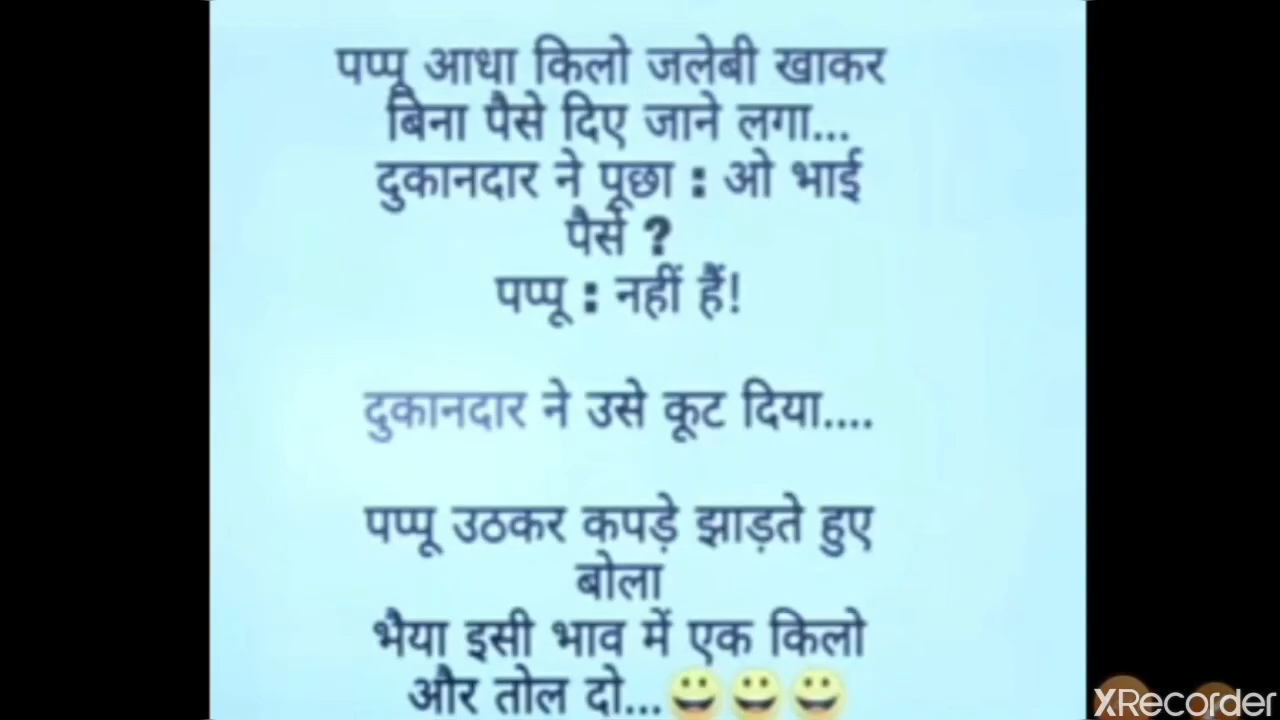 पप्पू आधा किलो जलेबी खाकर
बिना पैसे दिए जाने लगा...
दुकानदार ने पूछा : ओ भाई
पैसे ?
पप्पू : नहीं हैं!
दुकानदार ने उसे कूट दिया....
पप्पू उठकर कपड़े झाड़ते हुए
बोला
भैया इसी भाव में एक किलो
और तोल दो...😀😀😀
XRecorder